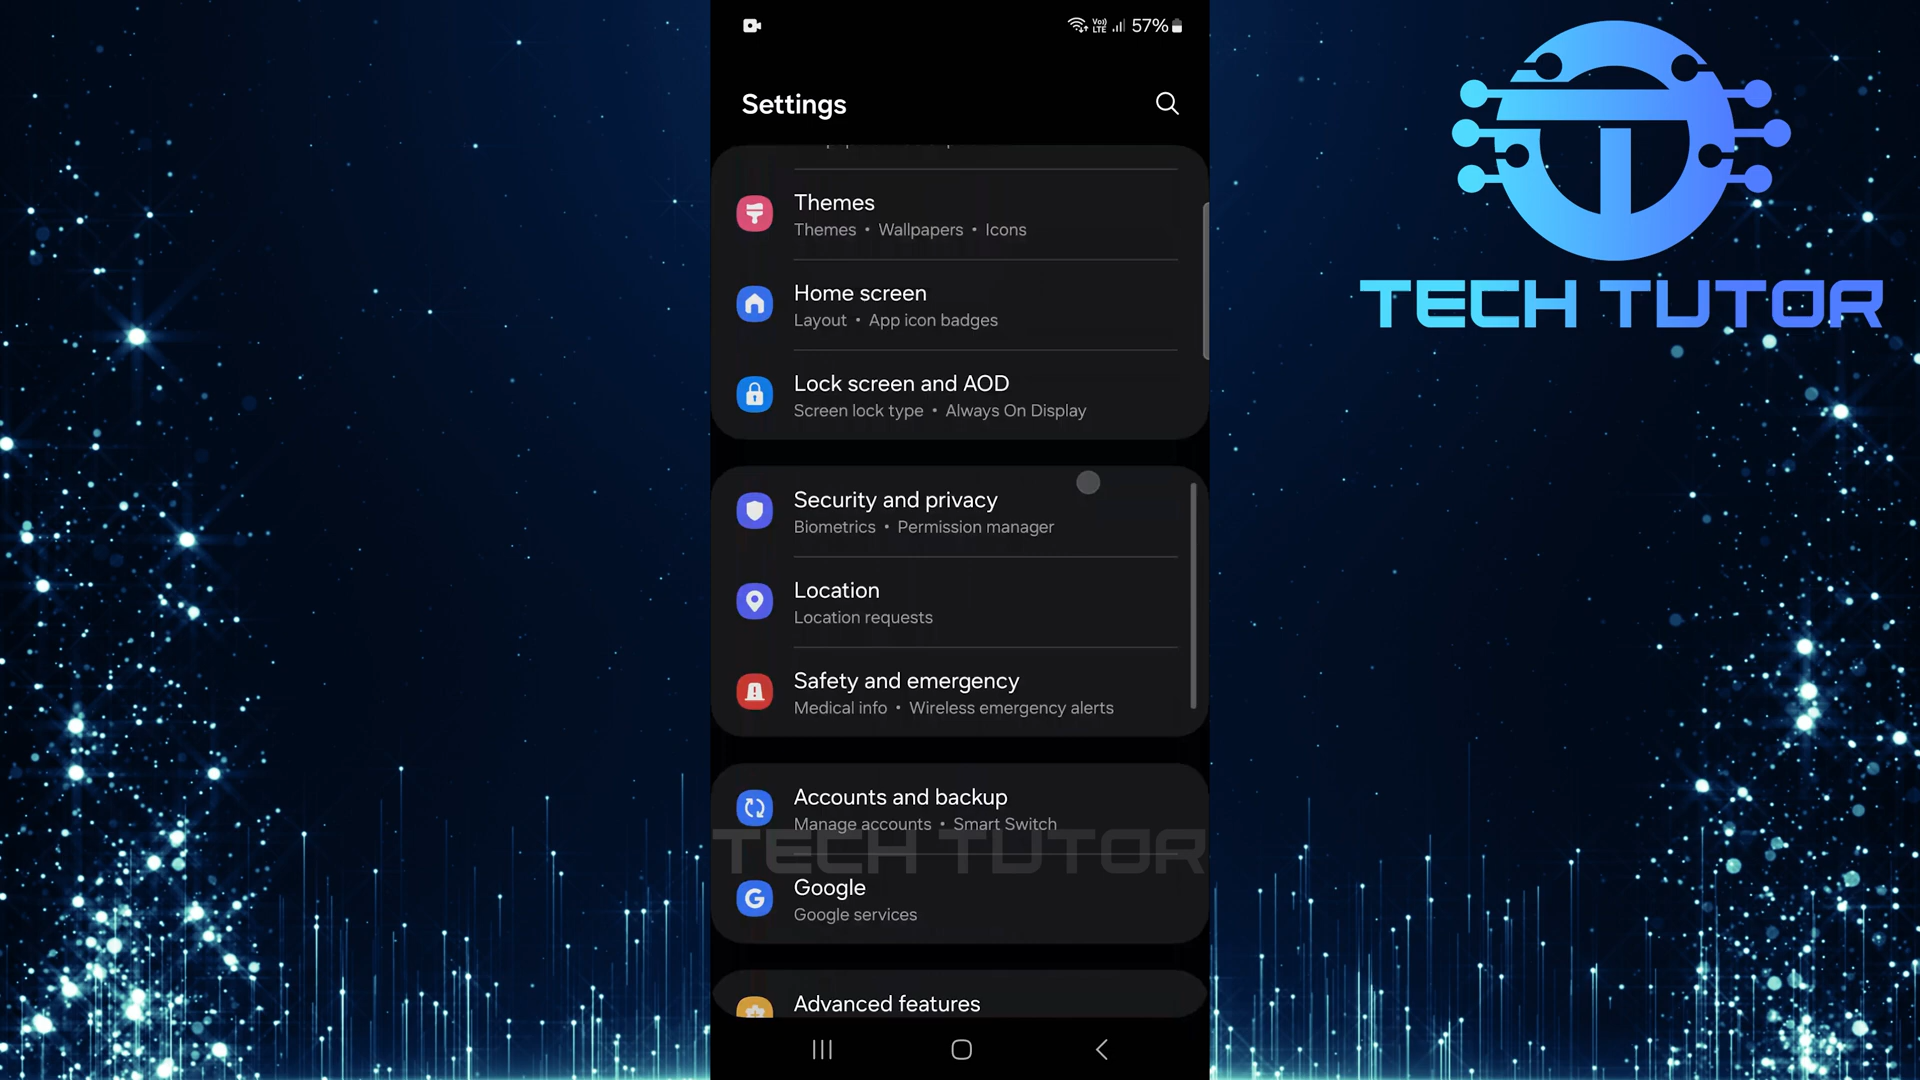 57%
Settings
Themes
Themes • Wallpapers • Icons
Home screen
Layout • App icon badges
Lock screen and AOD
Screen lock type • Always On Display
Security and privacy
Biometrics • Permission manager
Location
Location requests
Safety and emergency
Medical info • Wireless emergency alerts
Accounts and backup
Manage accounts • Smart Switch
TECH TUTOR
Google
Google services
Advanced features
TECH TUTOR